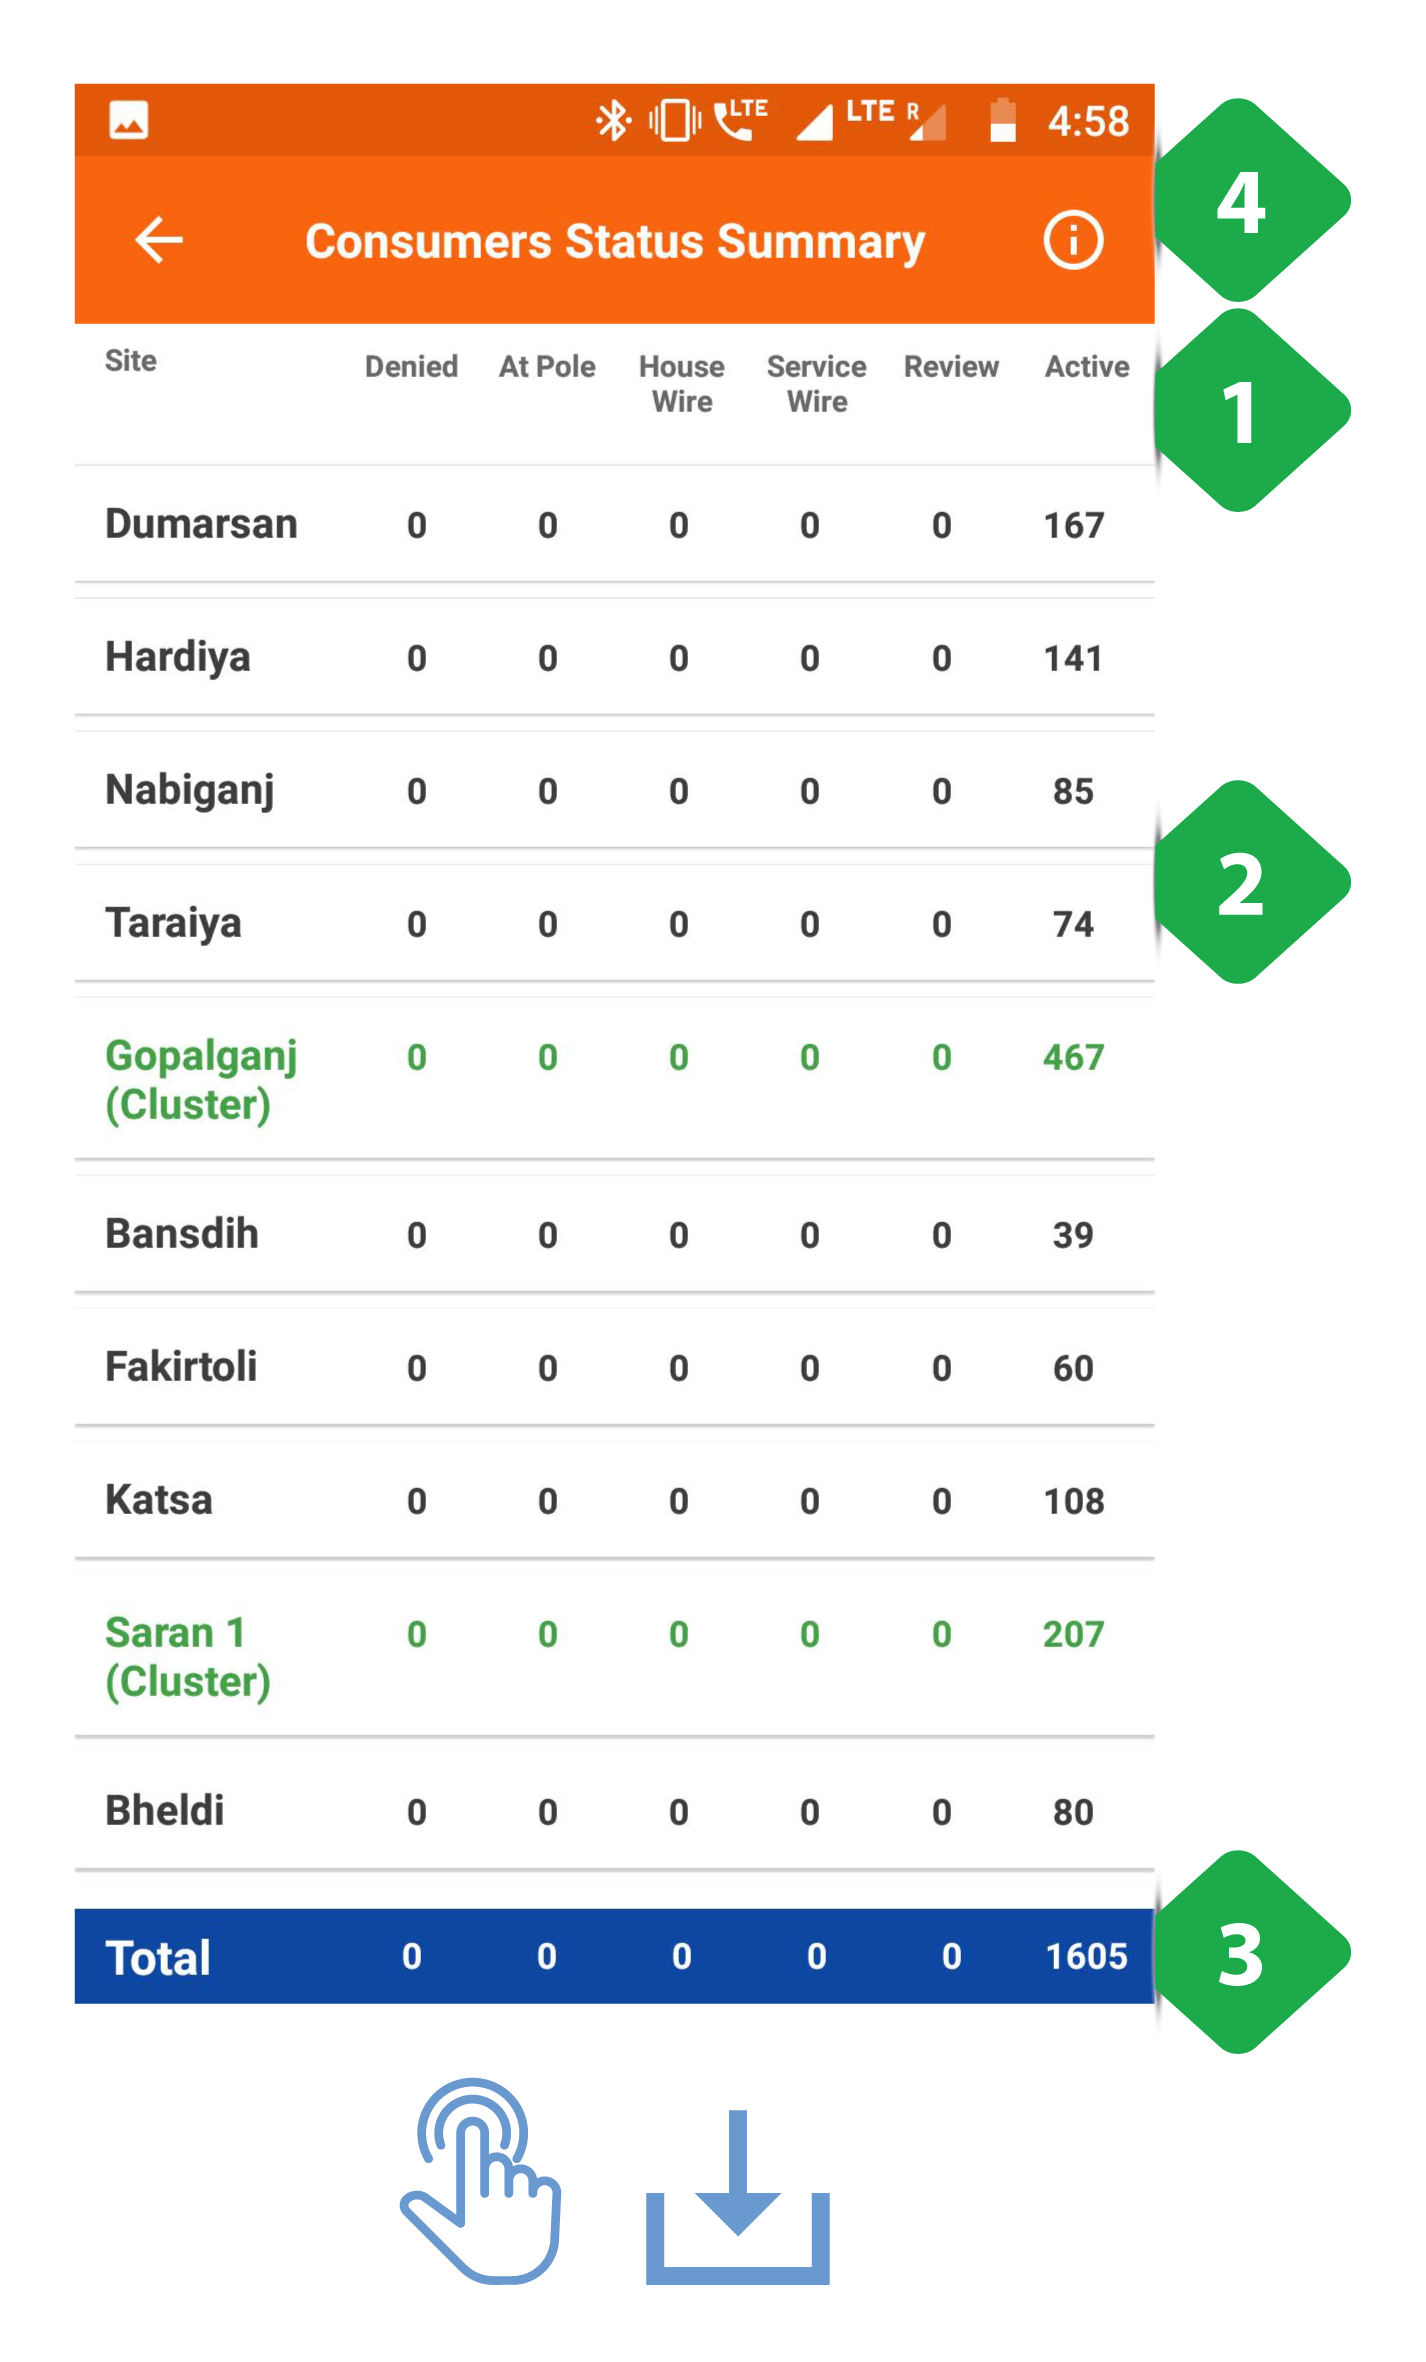 LTE LTE R 4:58
4
Consumers Status Summary
Site Denied At Pole House Wire Service Wire Review Active
1
Dumarsan 0 0 0 0 0 167
Hardiya 0 0 0 0 0 141
Nabiganj 0 0 0 0 0 85
2
Taraiya 0 0 0 0 0 74
Gopalganj 0 0 0 0 0 467
(Cluster)
Bansdih 0 0 0 0 0 39
Fakirtoli 0 0 0 0 0 60
Katsa 0 0 0 0 0 108
Saran 1 0 0 0 0 0 207
(Cluster)
Bheldi 0 0 0 0 0 80
Total 0 0 0 0 0 1605
3